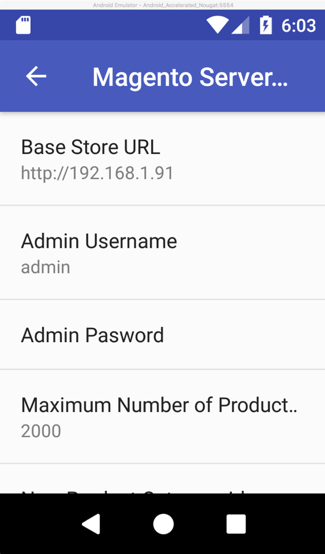 Android Emulator - Android_Accelerated_Nougat:5554
6:03
Magento Server...
Base Store URL
http://192.168.1.91
Admin Username
admin
Admin Pasword
Maximum Number of Product..
2000